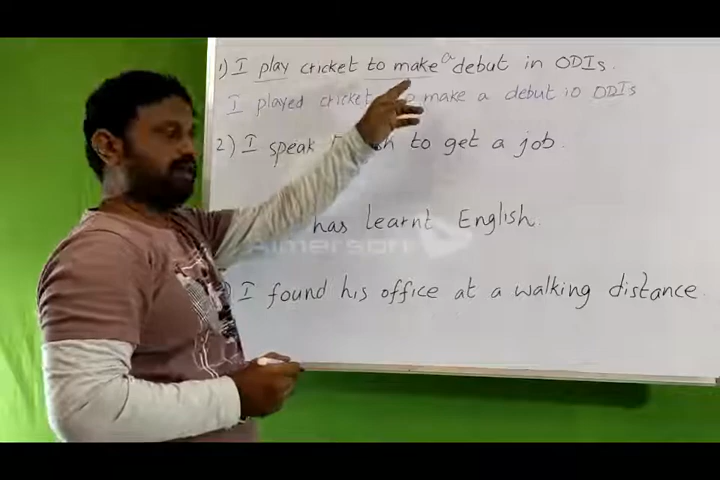 1) I play cricket to make a debut in ODIs.
I played cricket to make a debut in ODIs
2) I speak to get a job.
has learnt English.
I found his office at a walking distance.